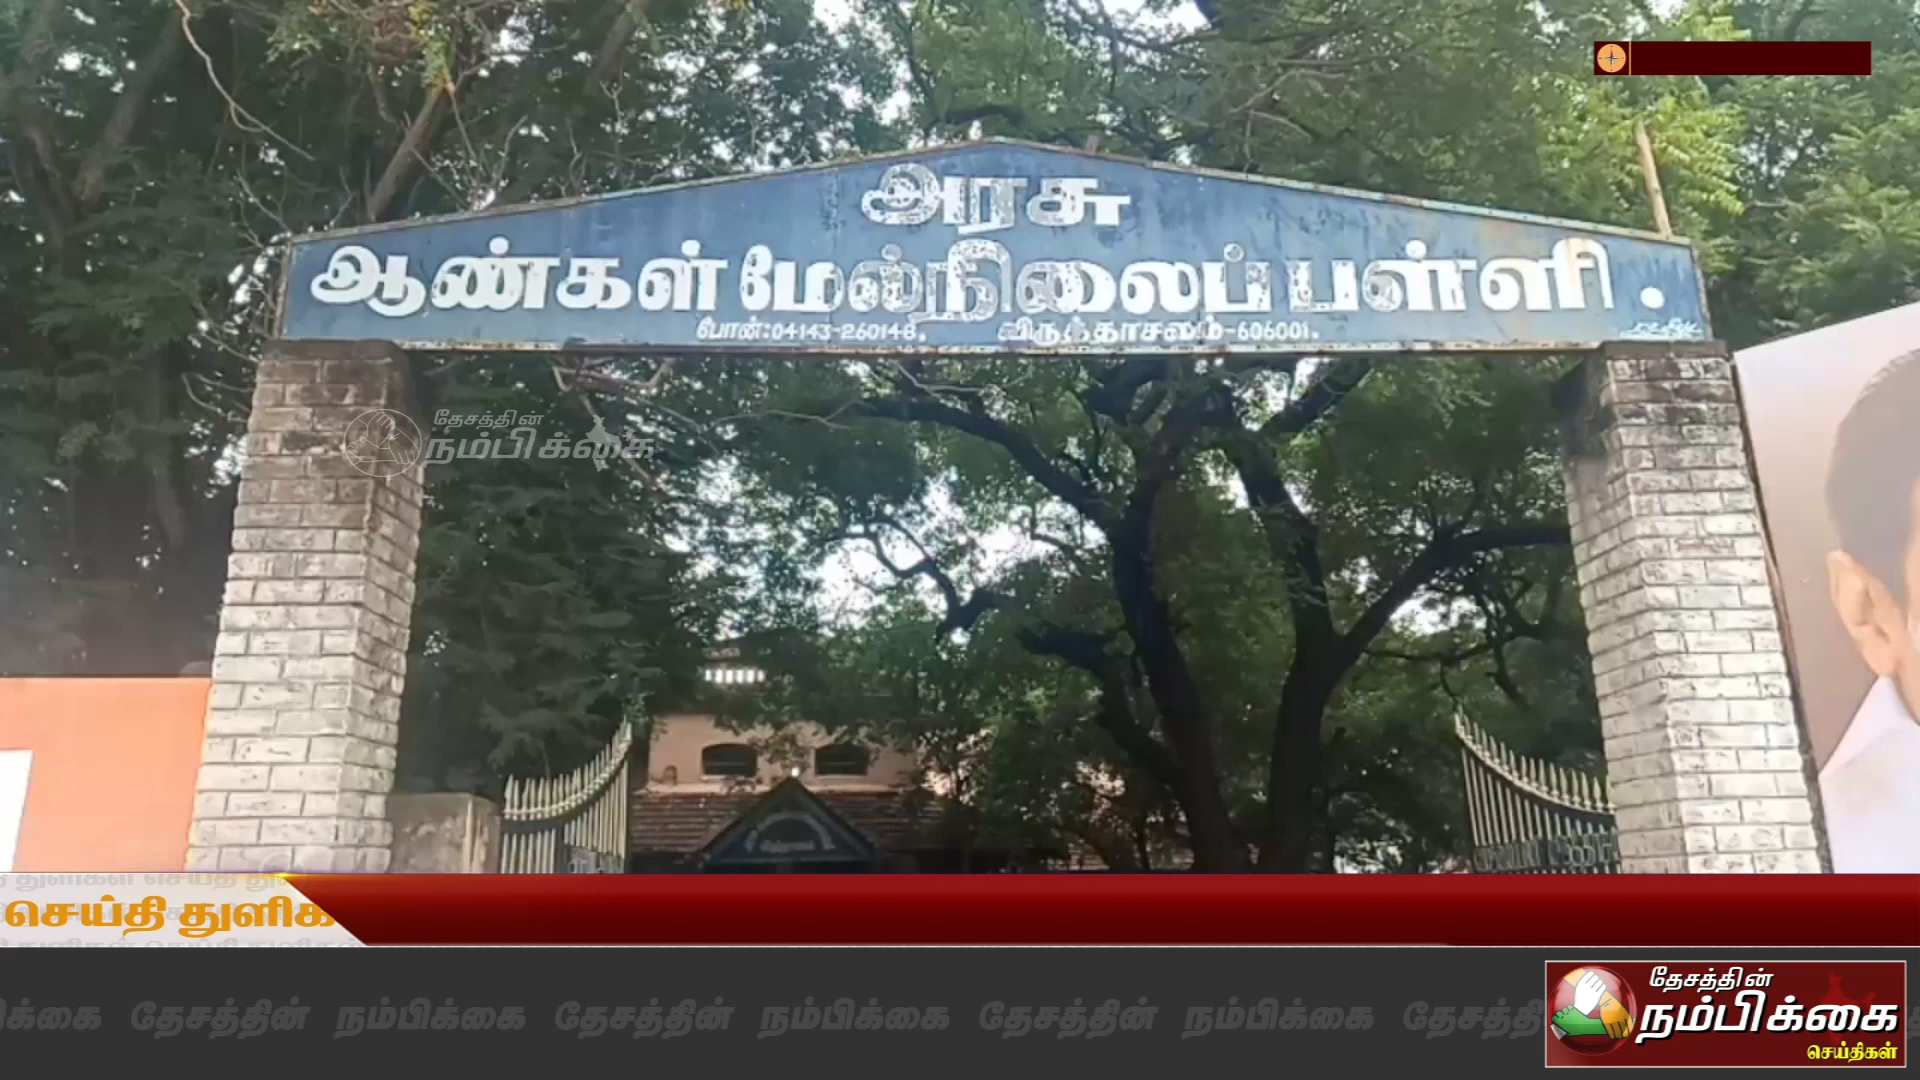 அரசு
ஆண்கள் மேல்நிலைப் பள்ளி.
போன்:04143-260148. விருத்தாசலம்-606001.
தேசத்தின்
நம்பிக்கை
செய்தி துளிக
தேசத்தின் நம்பிக்கை தேசத்தின் நம்பிக்கை தேசத்தின் நம்பிக்கை
தேசத்தின்
நம்பிக்கை
செய்திகள்